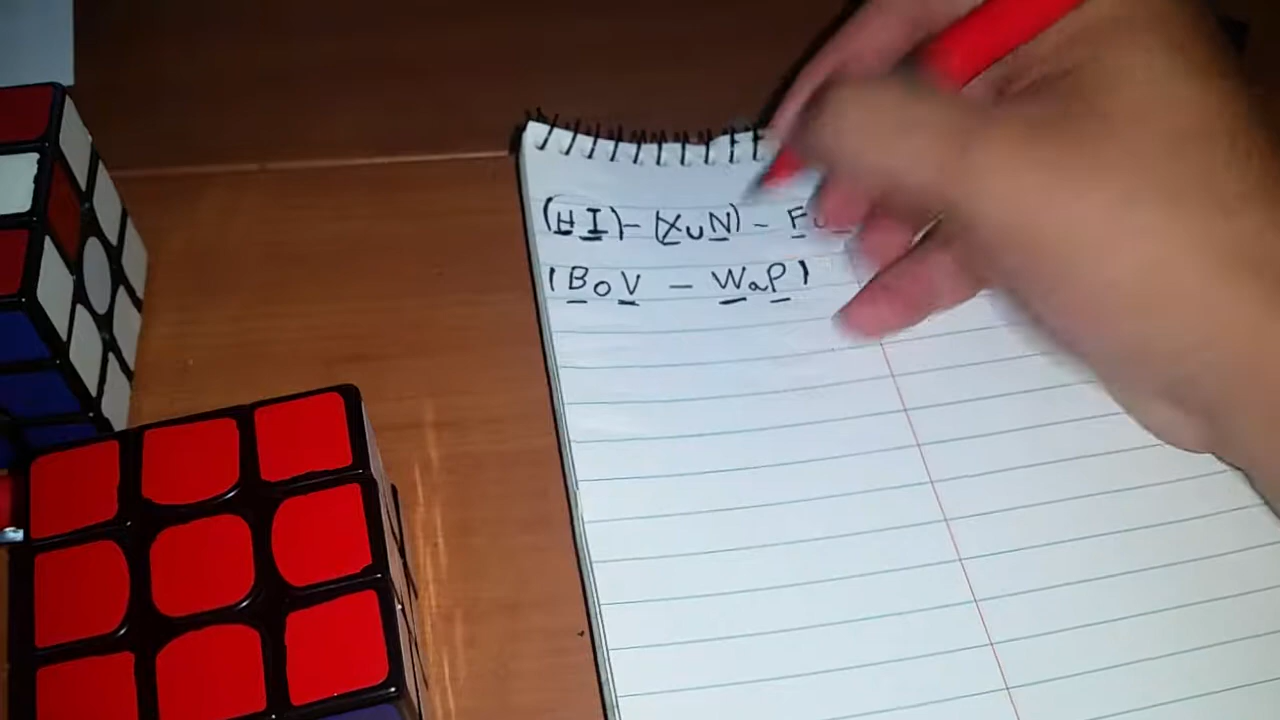 (HI) - (XuN) -
(BoV - WaP)